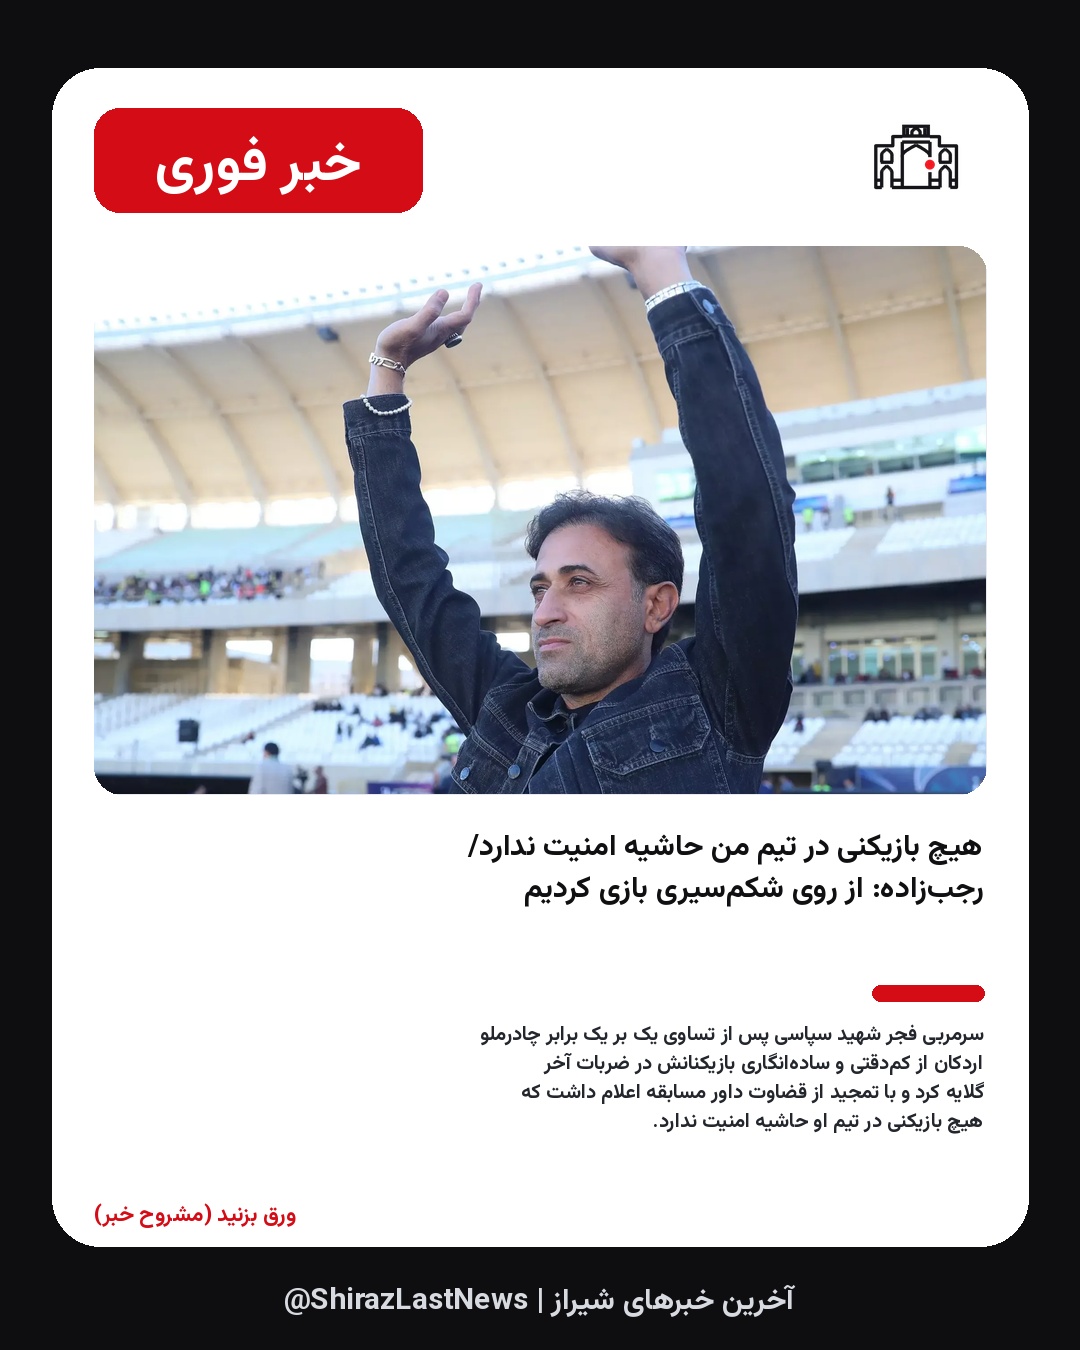 خبر فوری
هیچ بازیکنی در تیم من حاشیه امنیت ندارد/
رجب‌زاده: از روی شکم‌سیری بازی کردیم
سرمربی فجر شهید سپاسی پس از تساوی یک بر یک برابر چادرملو
اردکان از کم‌دقتی و ساده‌انگاری بازیکنانش در ضربات آخر
گلایه کرد و با تمجید از قضاوت داور مسابقه اعلام داشت که
هیچ بازیکنی در تیم او حاشیه امنیت ندارد.
ورق بزنید (مشروح خبر)
آخرین خبرهای شیراز | @ShirazLastNews